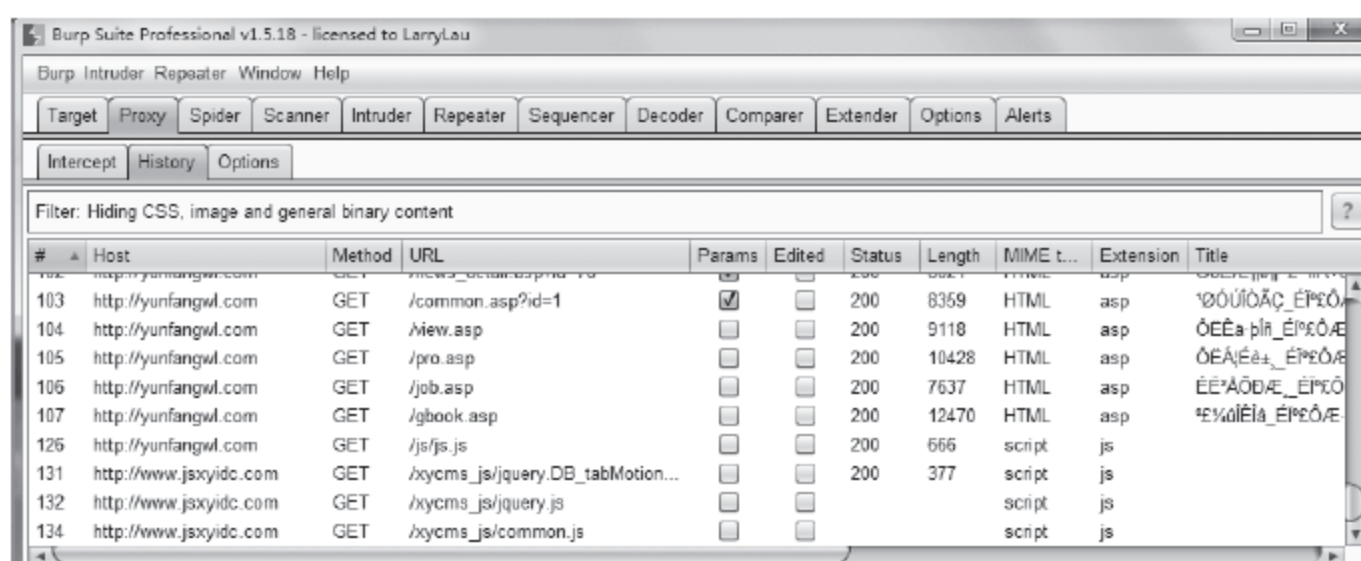 Burp Suite Professional v1.5.18 - licensed to LarryLau
Burp Intruder Repeater Window Help
Target Proxy Spider Scanner Intruder Repeater Sequencer Decoder Comparer Extender Options Alerts
Intercept History Options
Filter: Hiding CSS, image and general binary content
?
# Host Method URL Params Edited Status Length MIME t... Extension Title
103 http://yunfangwl.com GET /common.asp?id=1 200 8359 HTML asp
104 http://yunfangwl.com GET /view.asp 200 9118 HTML asp
105 http://yunfangwl.com GET /pro.asp 200 10428 HTML asp
106 http://yunfangwl.com GET /job.asp 200 7637 HTML asp
107 http://yunfangwl.com GET /gbook.asp 200 12470 HTML asp
126 http://yunfangwl.com GET /js/js.js 200 666 script js
131 http://www.jsxyidc.com GET /xycms_js/jquery.DB_tabMotion... 200 377 script js
132 http://www.jsxyidc.com GET /xycms_js/jquery.js script js
134 http://www.jsxyidc.com GET /xycms_js/common.js script js